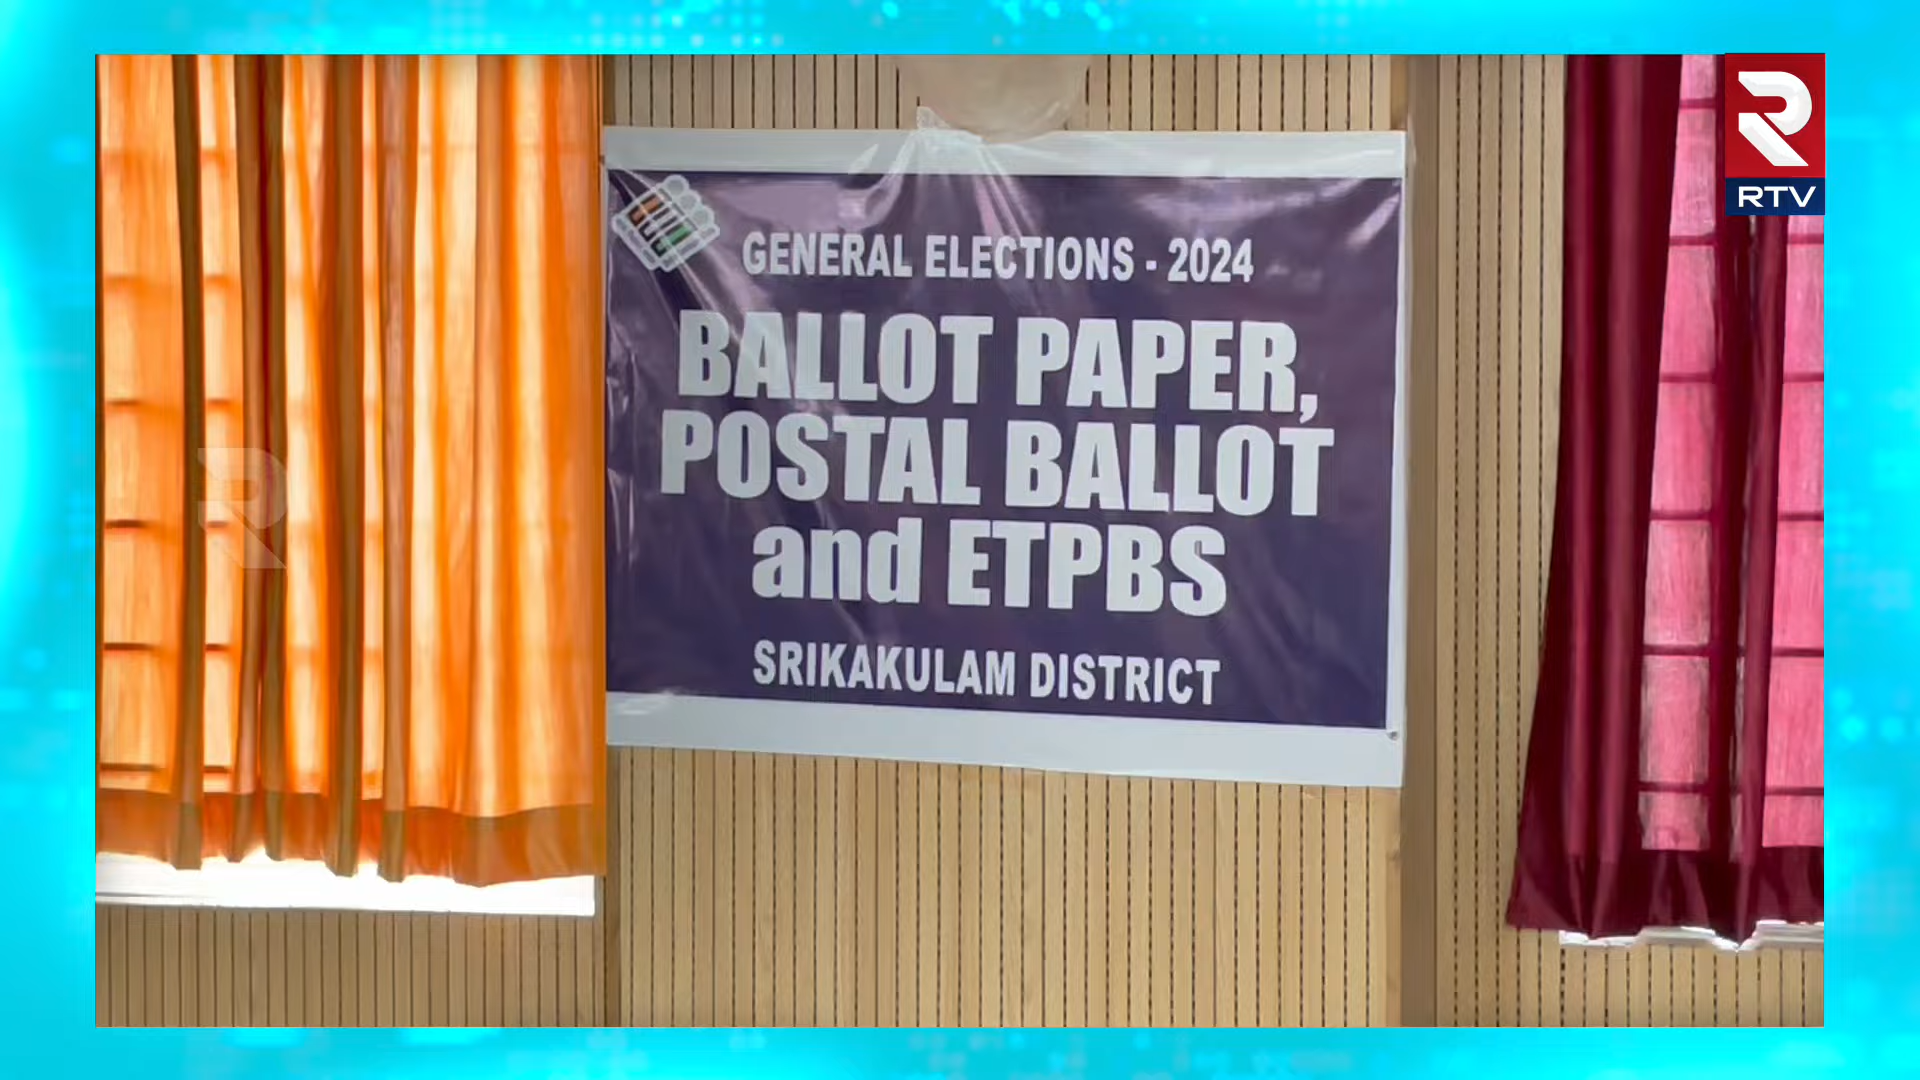 RTV
GENERAL ELECTIONS - 2024
BALLOT PAPER,
POSTAL BALLOT
and ETPBS
SRIKAKULAM DISTRICT